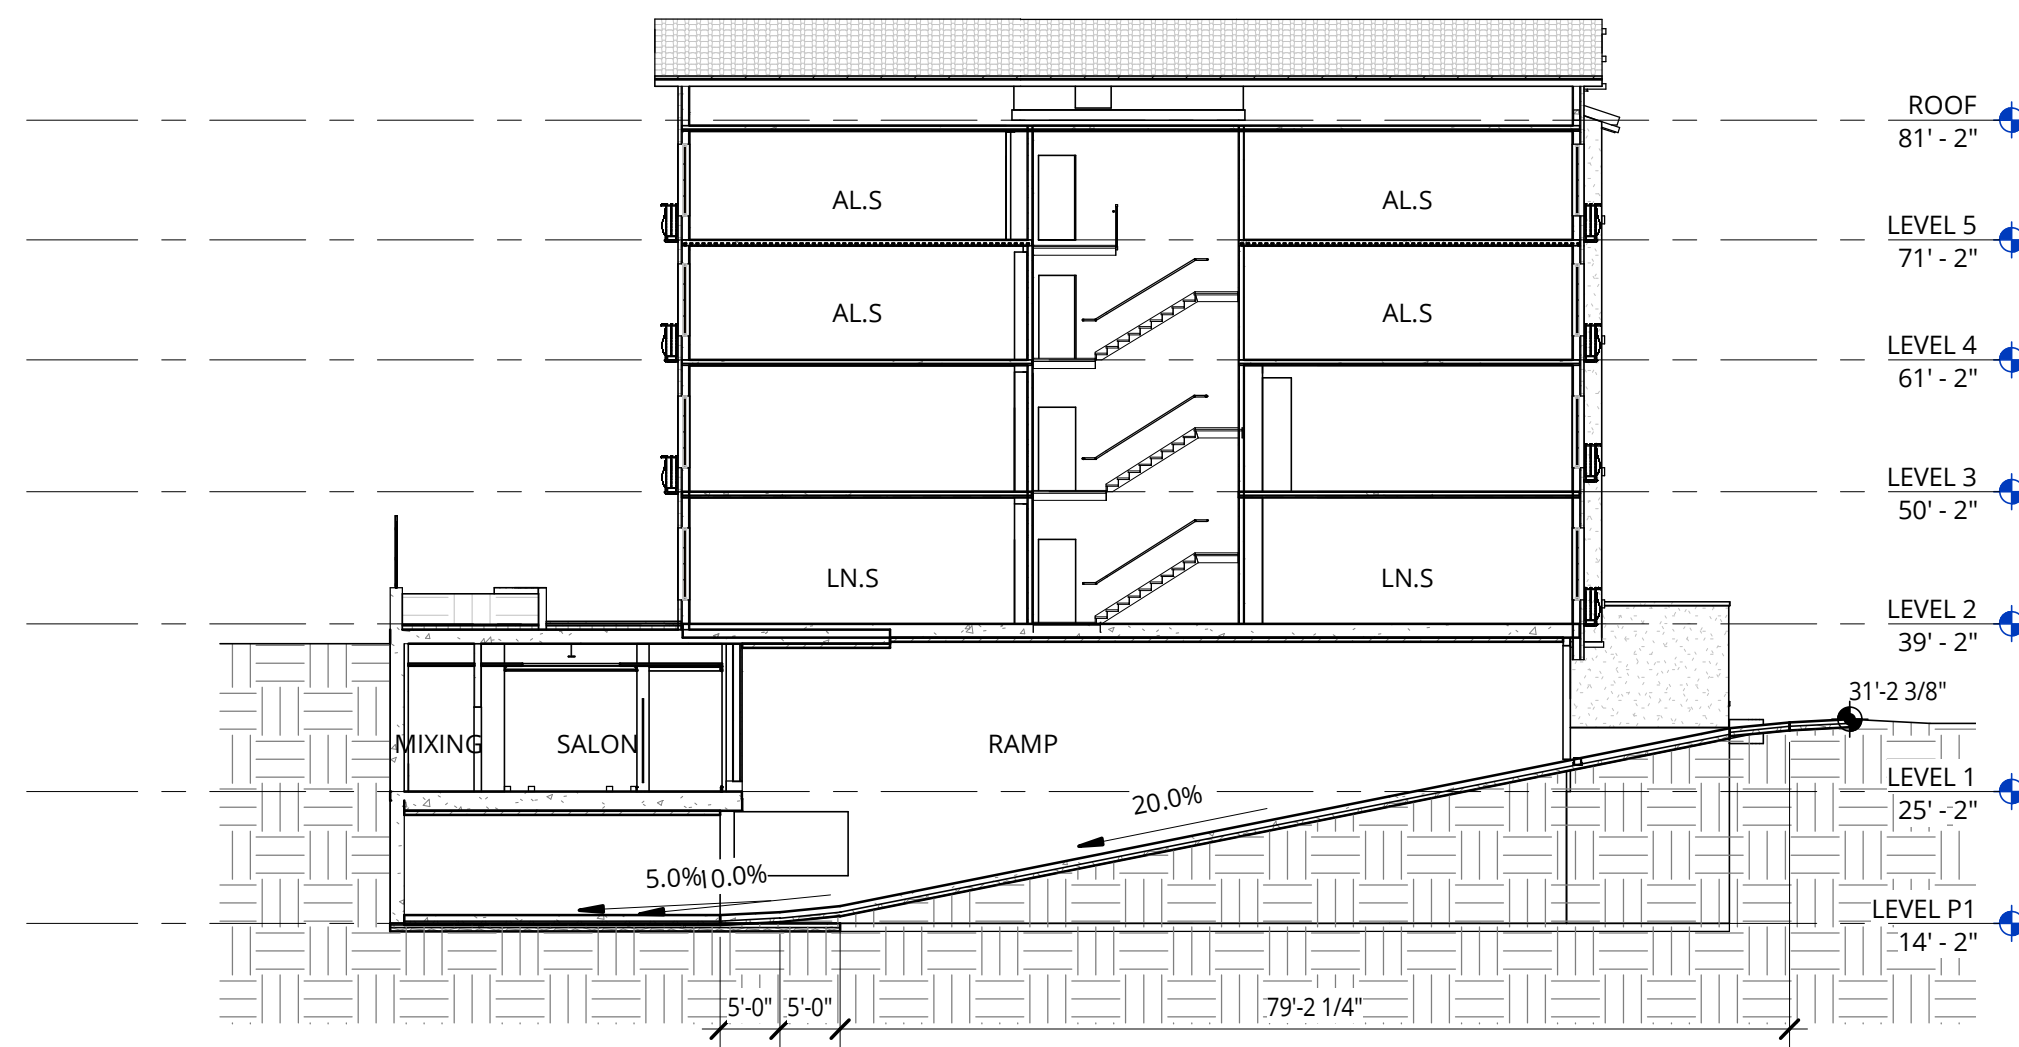 ROOF
81' - 2"
AL.S
AL.S
LEVEL 5
71' - 2"
AL.S
AL.S
LEVEL 4
61' - 2"
LEVEL 3
50' - 2"
LN.S
LN.S
LEVEL 2
39' - 2"
31'-2 3/8"
MIXING
SALON
RAMP
LEVEL 1
25' - 2"
20.0%
5.0%
10.0%
LEVEL P1
14' - 2"
5'-0"
5'-0"
79'-2 1/4"